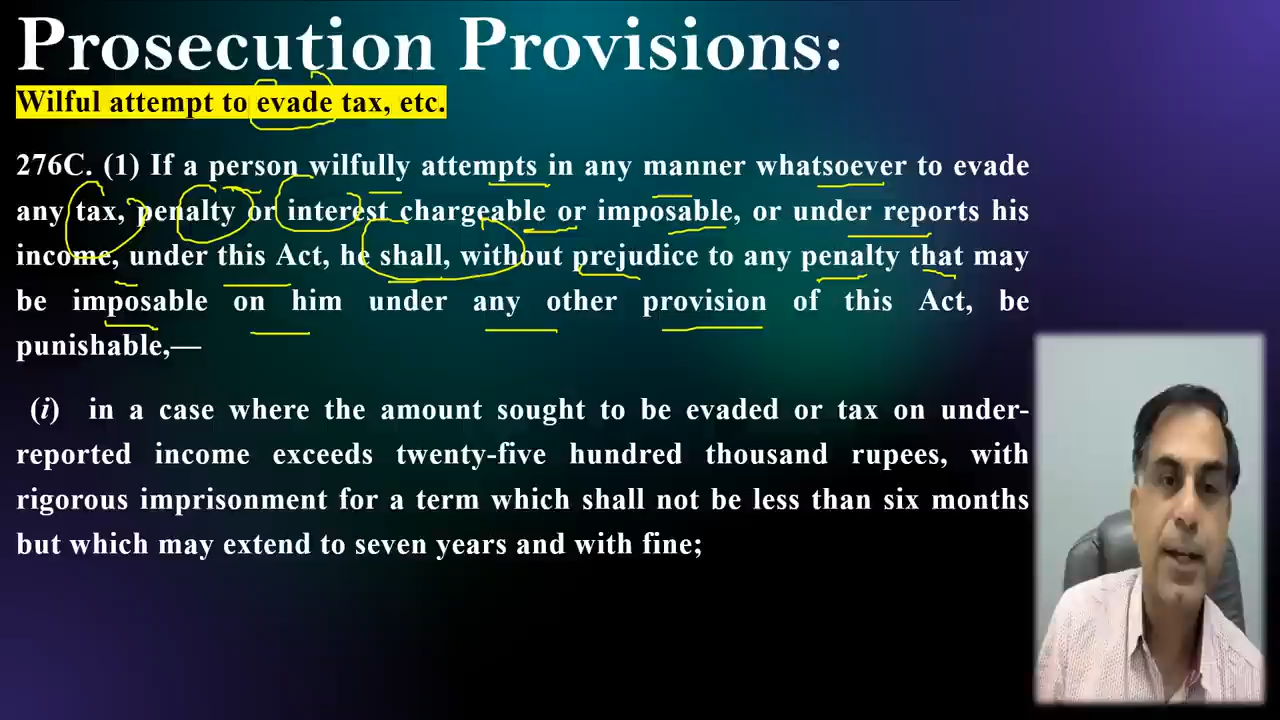 Prosecution Provisions:
Wilful attempt to evade tax, etc.
276C. (1) If a person wilfully attempts in any manner whatsoever to evade
any tax, penalty or interest chargeable or imposable, or under reports his
income, under this Act, he shall, without prejudice to any penalty that may
be imposable on him under any other provision of this Act, be
punishable,—
(i) in a case where the amount sought to be evaded or tax on under-
reported income exceeds twenty-five hundred thousand rupees, with
rigorous imprisonment for a term which shall not be less than six months
but which may extend to seven years and with fine;